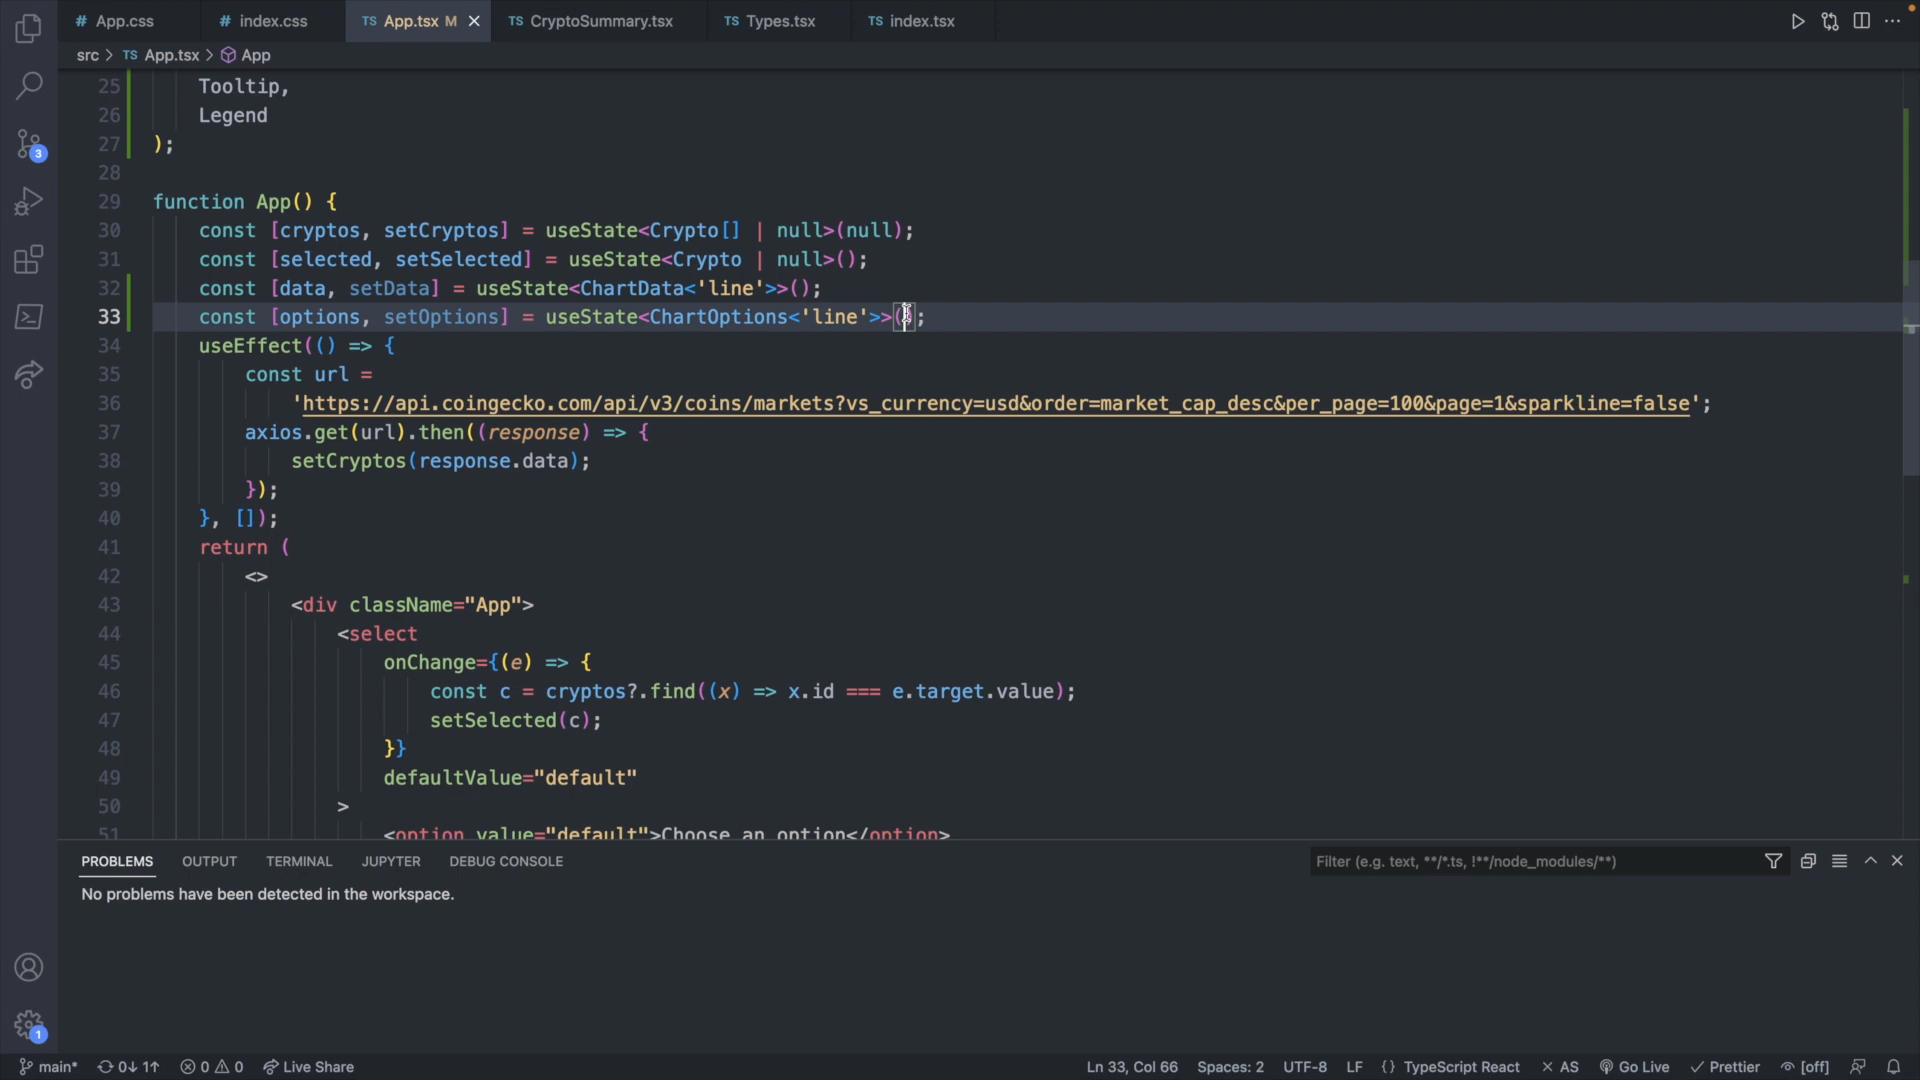 # App.css
# index.css
TS App.tsx M
TS CryptoSummary.tsx
TS Types.tsx
TS index.tsx
src > TS App.tsx > App
25 Tooltip,
26 Legend
27 );
28
29 function App() {
30 const [cryptos, setCryptos] = useState<Crypto[] | null>(null);
31 const [selected, setSelected] = useState<Crypto | null>();
32 const [data, setData] = useState<ChartData<'line'>>();
33 const [options, setOptions] = useState<ChartOptions<'line'>>();
34 useEffect(() => {
35 const url =
36 'https://api.coingecko.com/api/v3/coins/markets?vs_currency=usd&order=market_cap_desc&per_page=100&page=1&sparkline=false';
37 axios.get(url).then((response) => {
38 setCryptos(response.data);
39 });
40 }, []);
41 return (
42 <>
43 <div className="App">
44 <select
45 onChange={(e) => {
46 const c = cryptos?.find((x) => x.id === e.target.value);
47 setSelected(c);
48 }}
49 defaultValue="default"
50 >
51 <option value="default">Choose an option</option>
3
1
PROBLEMS OUTPUT TERMINAL JUPYTER DEBUG CONSOLE
Filter (e.g. text, **/*.ts, !**/node_modules/**)
No problems have been detected in the workspace.
main* 0↓ 1↑ 0 0 Live Share
Ln 33, Col 66 Spaces: 2 UTF-8 LF {} TypeScript React × AS Go Live ✓ Prettier [off]